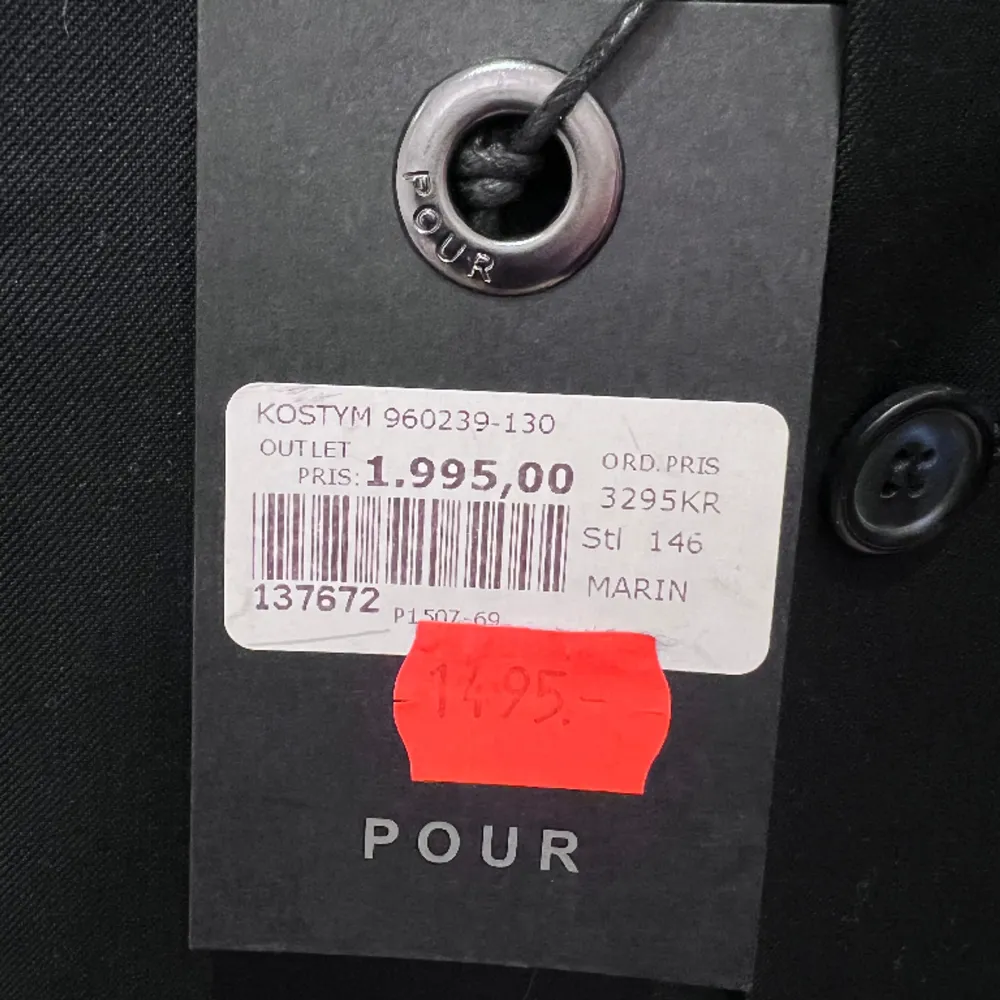 POUR
KOSTYM 960239-130
OUTLET
PRIS: 1.995,00
ORD.PRIS
3295KR
Stl 146
MARIN
137672
P1507-69
1495.-
POUR